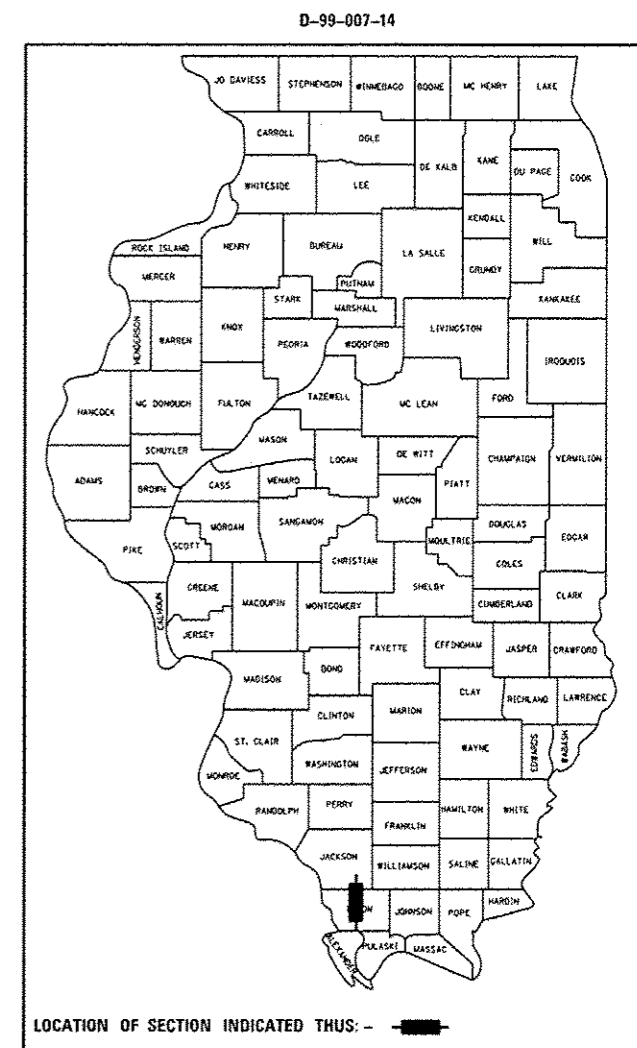 D-99-007-14
JO DAVIESS STEPHENSON WINNEBAGO BOONE MC HENRY LAKE
CARROLL OGLE DE KALB KANE DU PAGE COOK
WHITESIDE LEE KENDALL WILL
ROCK ISLAND HENRY BUREAU LA SALLE GRUNDY
MERCER PUTNAM KANKAKEE
STARK MARSHALL
HENDERSON WARREN KNOX PEORIA WOODFORD LIVINGSTON IROQUOIS
HANCOCK MC DONOUGH FULTON TAZEWELL MC LEAN FORD
MASON
SCHUYLER LOGAN DE WITT CHAMPAIGN VERMILION
ADAMS BROWN CASS MENARD MACON PIATT
PIKE SCOTT MORGAN SANGAMON CHRISTIAN MOULTRIE DOUGLAS EDGAR
COLES
CALHOUN GREENE MACOUPIN MONTGOMERY SHELBY CUMBERLAND CLARK
JERSEY
MADISON BOND FAYETTE EFFINGHAM JASPER CRAWFORD
CLINTON MARION CLAY RICHLAND LAWRENCE
ST. CLAIR WASHINGTON JEFFERSON WAYNE EDWARDS WABASH
MONROE
RANDOLPH PERRY FRANKLIN HAMILTON WHITE
JACKSON WILLIAMSON SALINE GALLATIN
JOHNSON POPE HARDIN
ALEXANDER PULASKI MASSAC
LOCATION OF SECTION INDICATED THUS: -